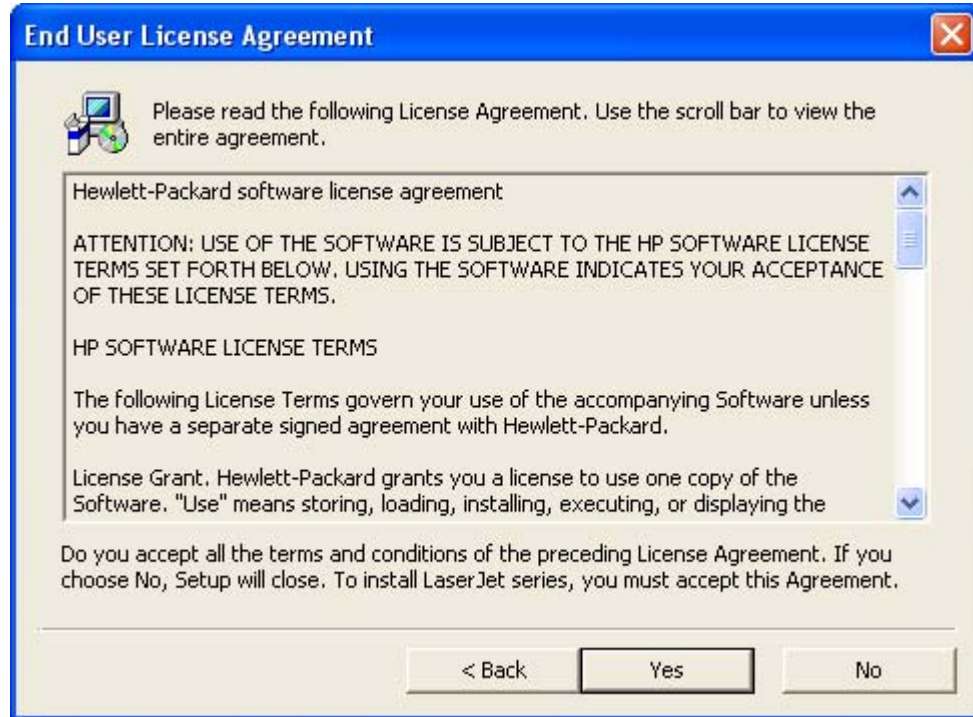 End User License Agreement
Please read the following License Agreement. Use the scroll bar to view the
entire agreement.
Hewlett-Packard software license agreement
ATTENTION: USE OF THE SOFTWARE IS SUBJECT TO THE HP SOFTWARE LICENSE
TERMS SET FORTH BELOW. USING THE SOFTWARE INDICATES YOUR ACCEPTANCE
OF THESE LICENSE TERMS.
HP SOFTWARE LICENSE TERMS
The following License Terms govern your use of the accompanying Software unless
you have a separate signed agreement with Hewlett-Packard.
License Grant. Hewlett-Packard grants you a license to use one copy of the
Software. "Use" means storing, loading, installing, executing, or displaying the
Do you accept all the terms and conditions of the preceding License Agreement. If you
choose No, Setup will close. To install LaserJet series, you must accept this Agreement.
< Back Yes No